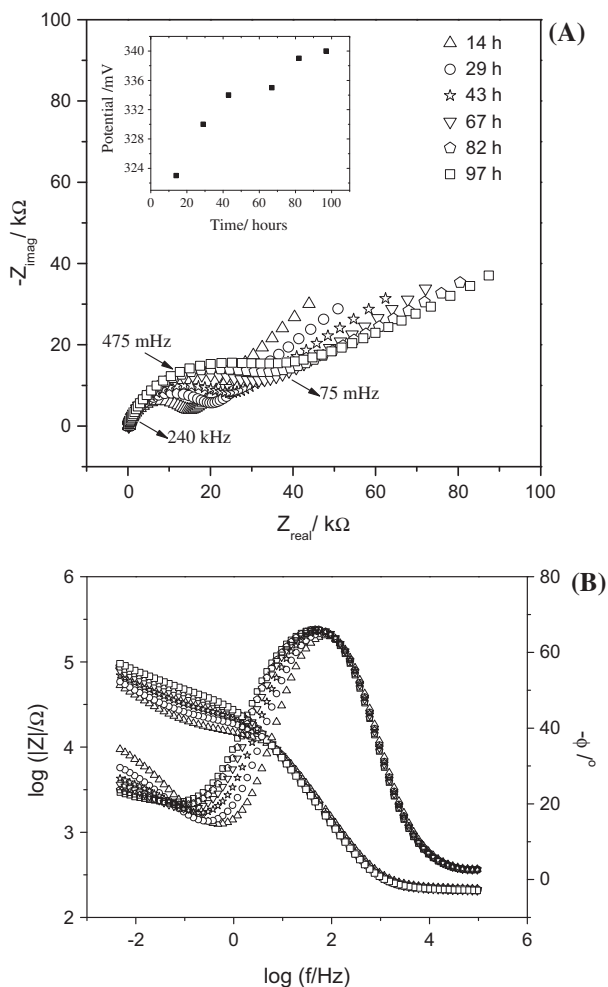 (A)
100
80
60
40
20
0
-Z_imag/ kΩ
0
20
40
60
80
100
Z_real/ kΩ
340
336
332
328
324
Potential /mV
0
20
40
60
80
100
Time/ hours
14 h
29 h
43 h
67 h
82 h
97 h
475 mHz
75 mHz
240 kHz
(B)
6
5
4
3
2
log (|Z|/Ω)
80
60
40
20
0
-ϕ /°
-2
0
2
4
6
log (f/Hz)